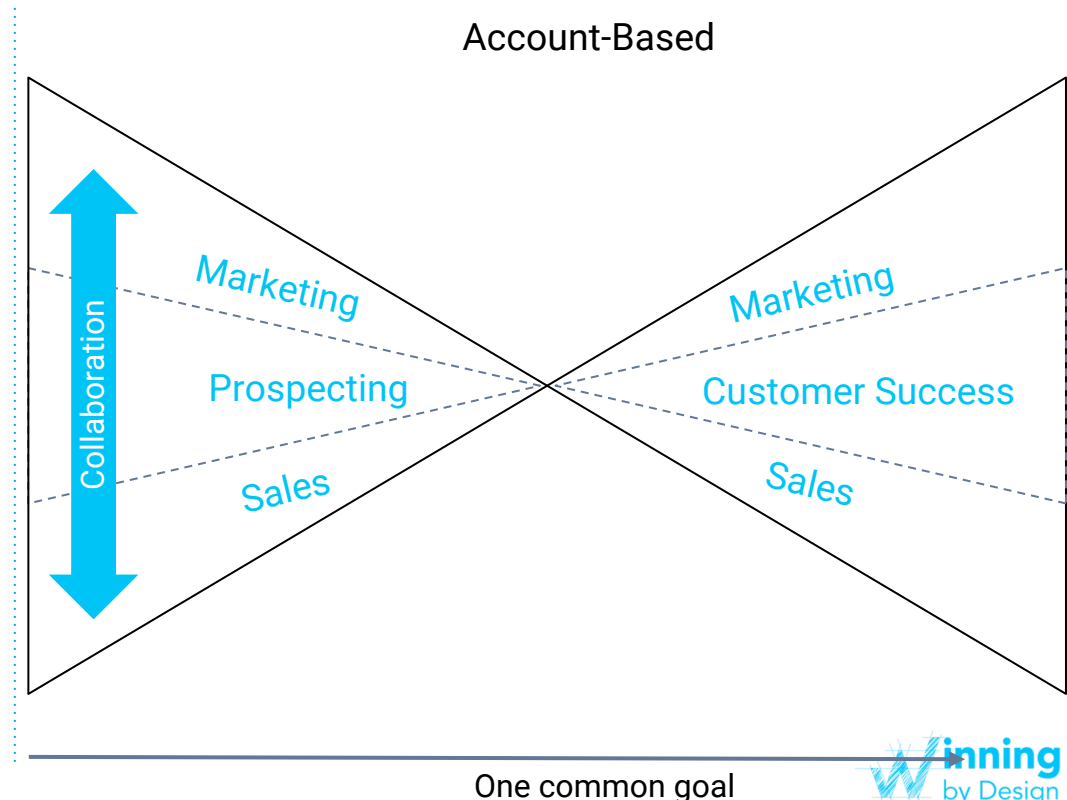 Account-Based
Collaboration
Marketing
Prospecting
Sales
Marketing
Customer Success
Sales
One common goal
Winning
by Design